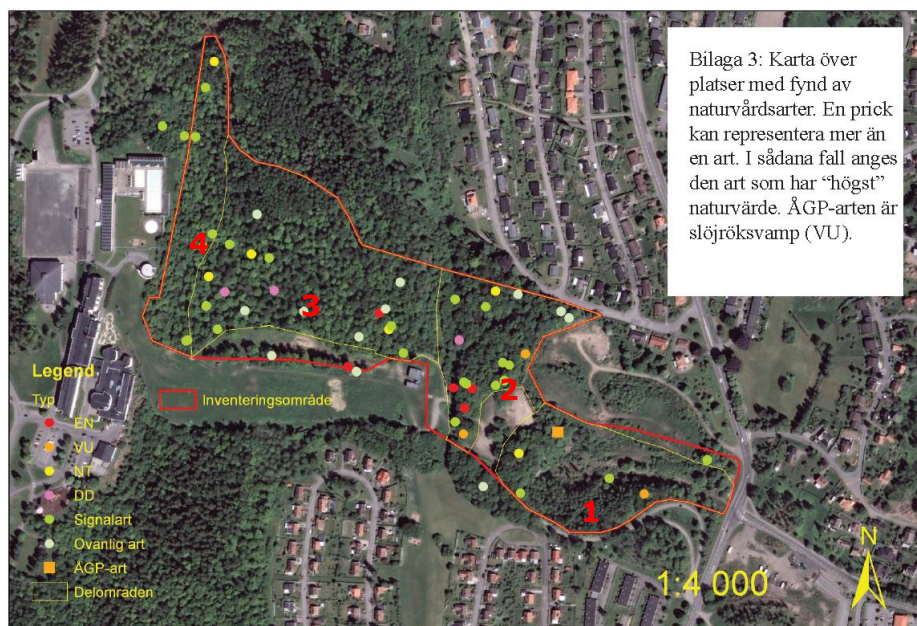 Bilaga 3: Karta över
platser med fynd av
naturvårdsarter. En prick
kan representera mer än
en art. I sådana fall anges
den art som har “högst”
naturvärde. ÅGP-arten är
slöjröksvamp (VU).
4
3
2
1
Legend
Typ
Inventeringsområde
EN
VU
NT
DD
Signalart
Ovanlig art
ÅGP-art
Delområden
1:4 000
N